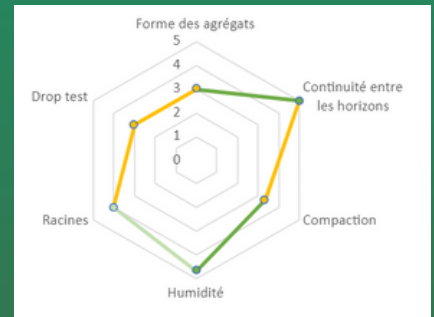 Forme des agrégats
5
4
3
2
1
0
Continuité entre
les horizons
Drop test
Racines
Compaction
Humidité